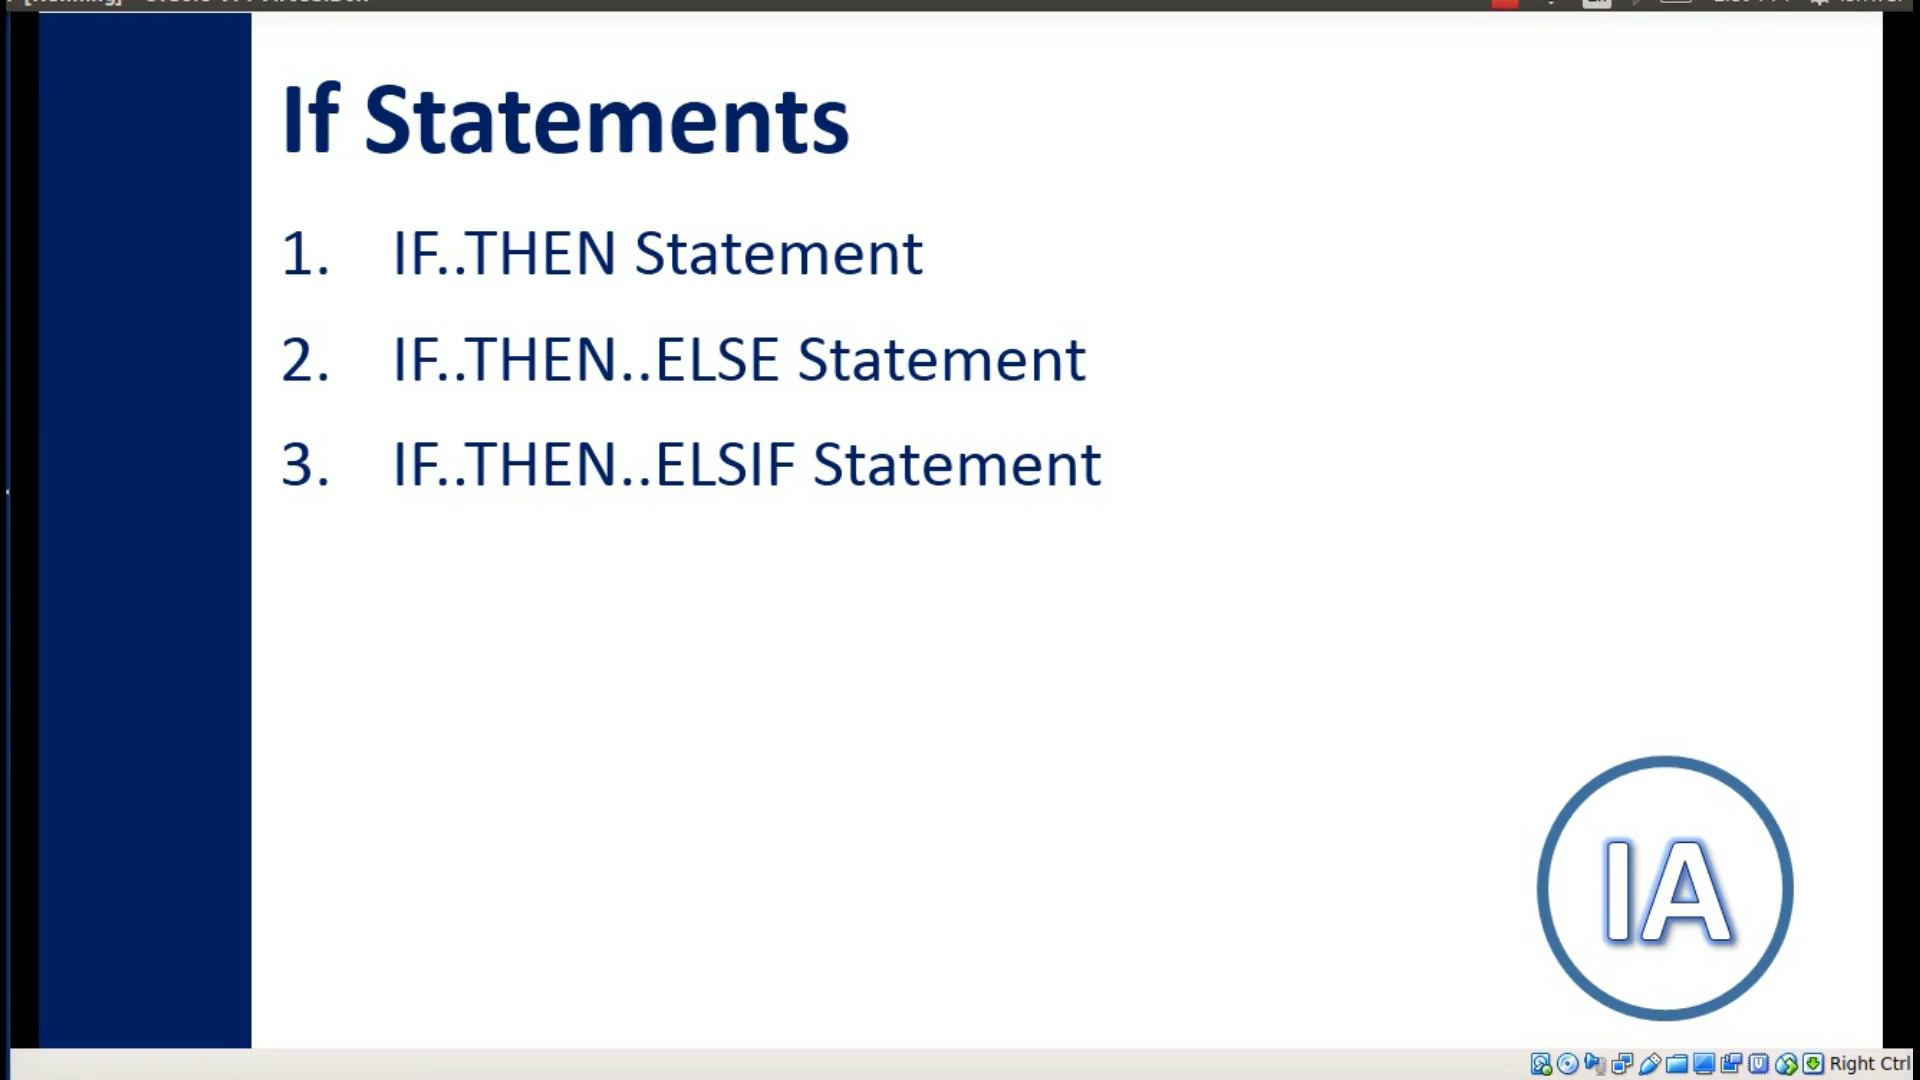 If Statements
1. IF..THEN Statement
2. IF..THEN..ELSE Statement
3. IF..THEN..ELSIF Statement
IA
Right Ctrl